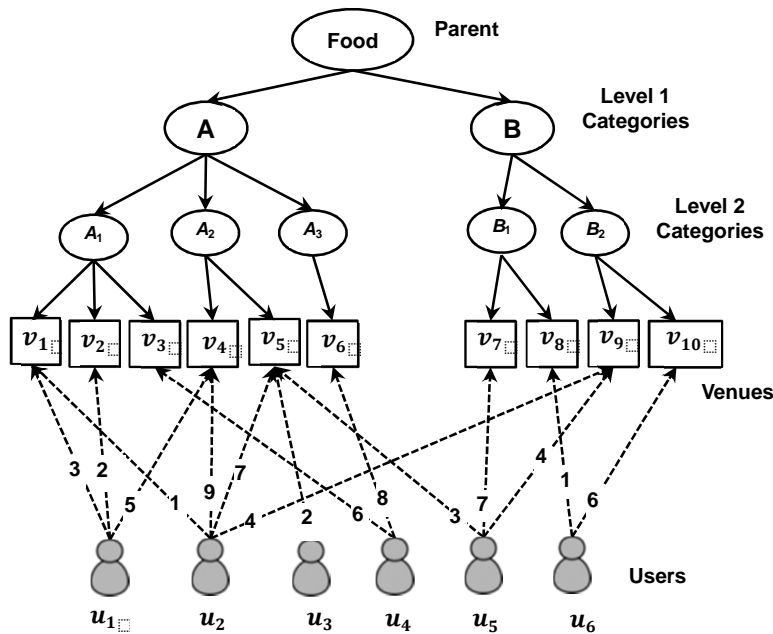 Food
Parent
Level 1
Categories
A
B
Level 2
Categories
A₁
A₂
A₃
B₁
B₂
v₁
v₂
v₃
v₄
v₅
v₆
v₇
v₈
v₉
v₁₀
Venues
3
2
5
1
9
7
4
2
6
8
3
7
4
1
6
Users
u₁
u₂
u₃
u₄
u₅
u₆